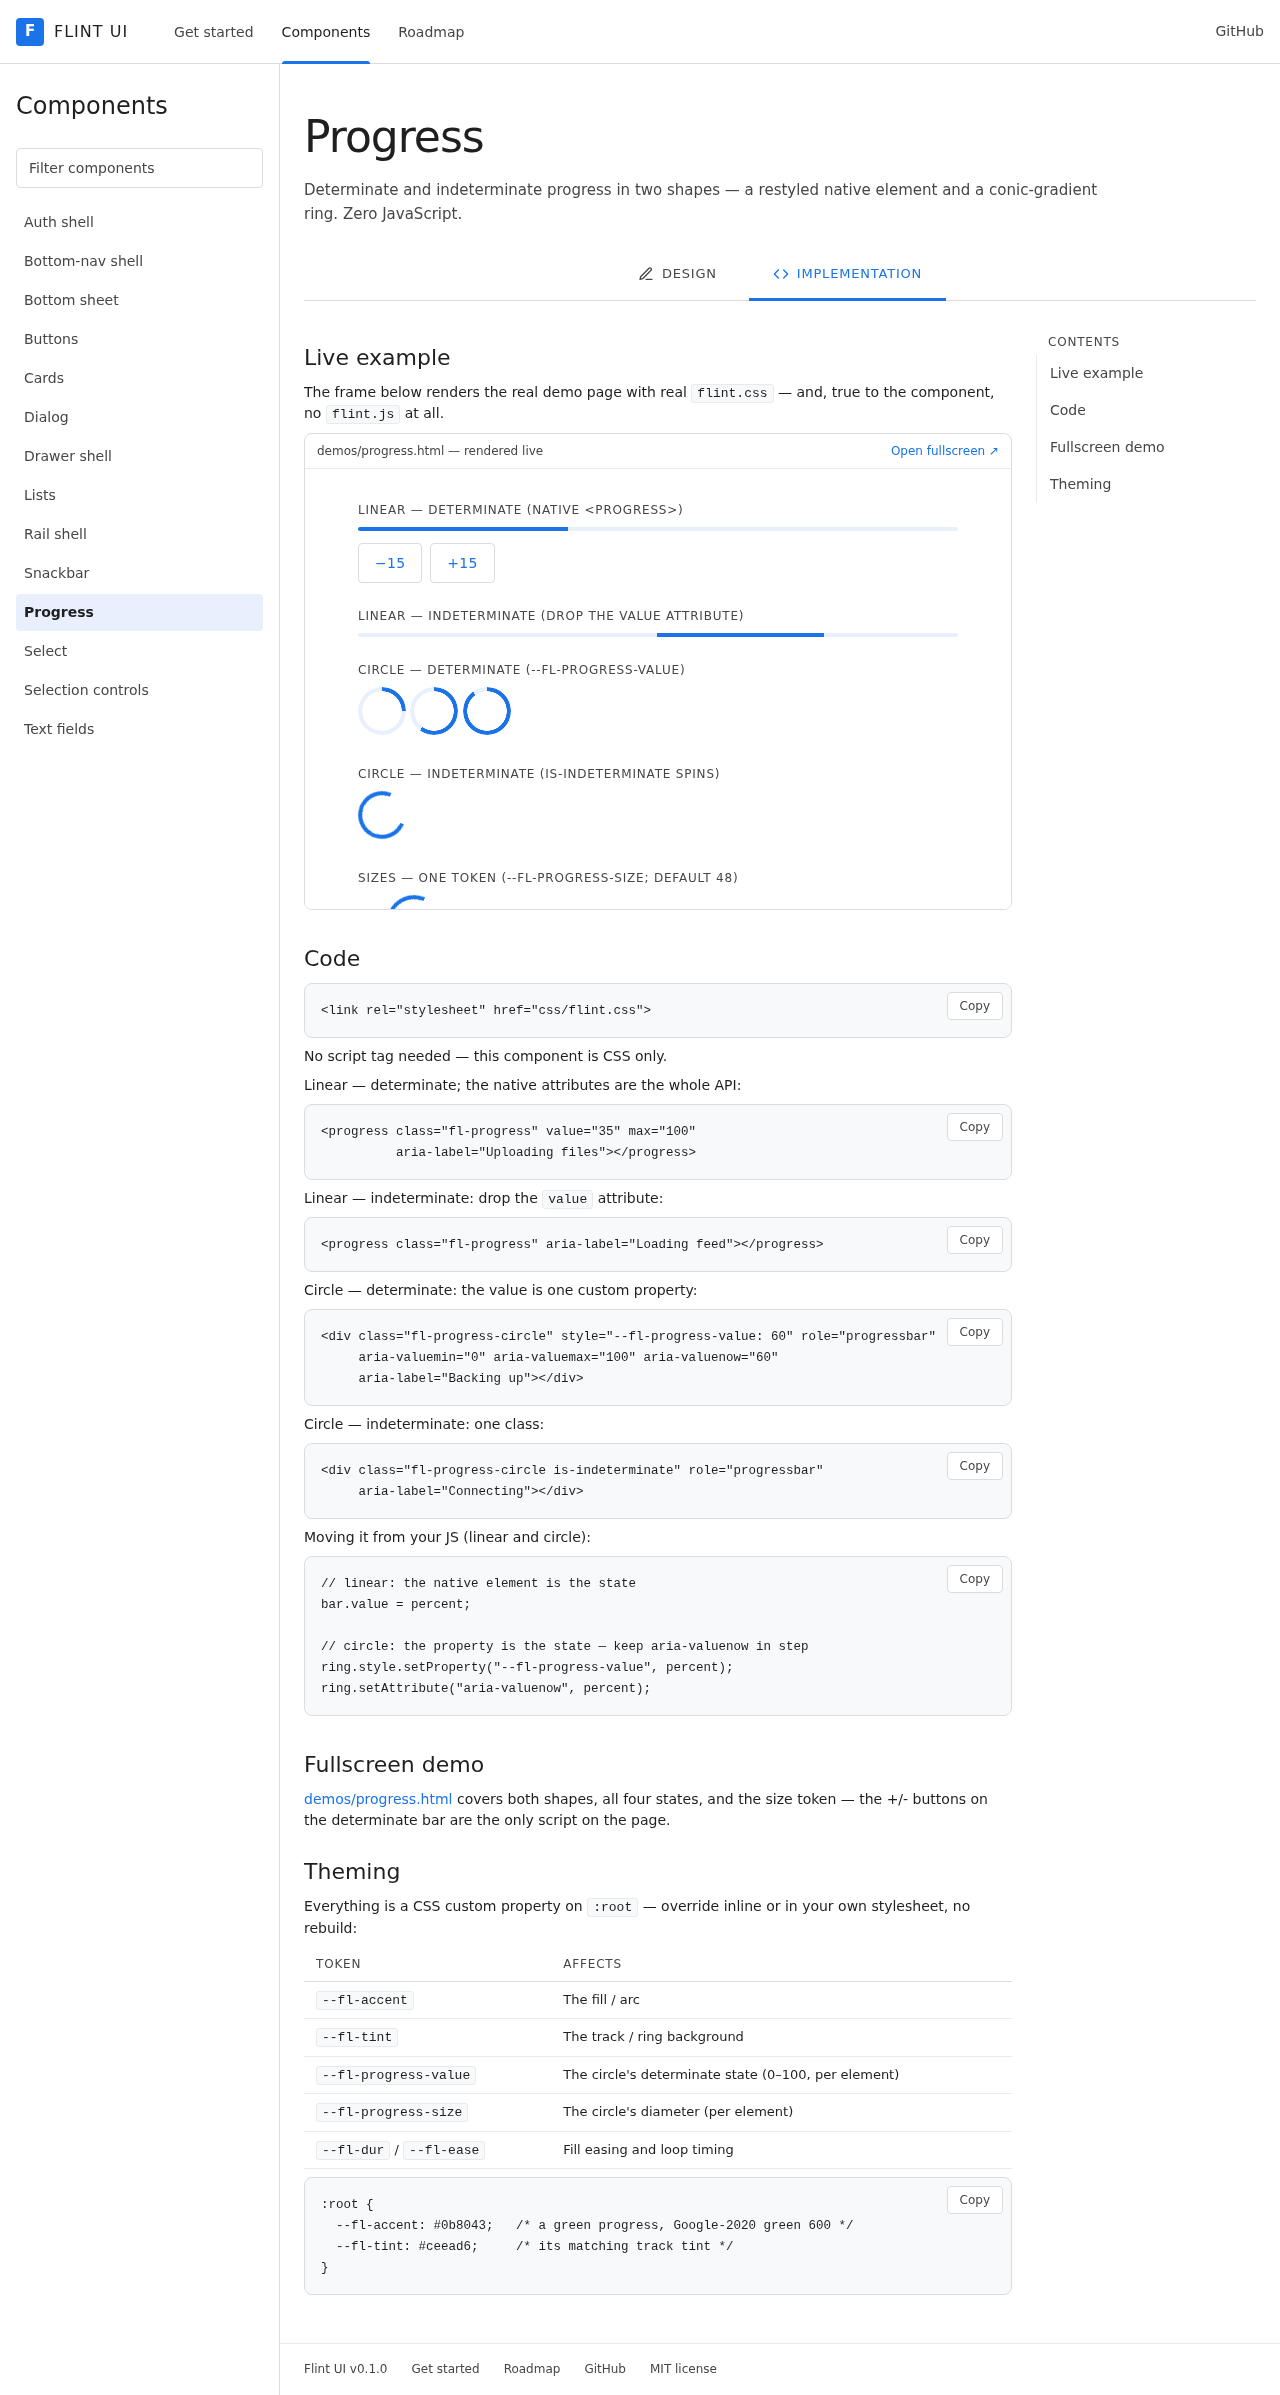 F FLINT UI Get started Components Roadmap GitHub
Components
Filter components
Auth shell
Bottom-nav shell
Bottom sheet
Buttons
Cards
Dialog
Drawer shell
Lists
Rail shell
Snackbar
Progress
Select
Selection controls
Text fields
Progress
Determinate and indeterminate progress in two shapes — a restyled native element and a conic-gradient
ring. Zero JavaScript.
DESIGN IMPLEMENTATION
Live example
The frame below renders the real demo page with real flint.css — and, true to the component,
no flint.js at all.
demos/progress.html — rendered live Open fullscreen ↗
LINEAR — DETERMINATE (NATIVE <PROGRESS>)
−15 +15
LINEAR — INDETERMINATE (DROP THE VALUE ATTRIBUTE)
CIRCLE — DETERMINATE (--FL-PROGRESS-VALUE)
CIRCLE — INDETERMINATE (IS-INDETERMINATE SPINS)
SIZES — ONE TOKEN (--FL-PROGRESS-SIZE; DEFAULT 48)
Code
<link rel="stylesheet" href="css/flint.css"> Copy
No script tag needed — this component is CSS only.
Linear — determinate; the native attributes are the whole API:
<progress class="fl-progress" value="35" max="100" Copy
aria-label="Uploading files"></progress>
Linear — indeterminate: drop the value attribute:
<progress class="fl-progress" aria-label="Loading feed"></progress> Copy
Circle — determinate: the value is one custom property:
<div class="fl-progress-circle" style="--fl-progress-value: 60" role="progressbar" Copy
aria-valuemin="0" aria-valuemax="100" aria-valuenow="60"
aria-label="Backing up"></div>
Circle — indeterminate: one class:
<div class="fl-progress-circle is-indeterminate" role="progressbar" Copy
aria-label="Connecting"></div>
Moving it from your JS (linear and circle):
// linear: the native element is the state Copy
bar.value = percent;
// circle: the property is the state — keep aria-valuenow in step
ring.style.setProperty("--fl-progress-value", percent);
ring.setAttribute("aria-valuenow", percent);
Fullscreen demo
demos/progress.html covers both shapes, all four states, and the size token — the +/- buttons on
the determinate bar are the only script on the page.
Theming
Everything is a CSS custom property on :root — override inline or in your own stylesheet, no
rebuild:
TOKEN AFFECTS
--fl-accent The fill / arc
--fl-tint The track / ring background
--fl-progress-value The circle's determinate state (0–100, per element)
--fl-progress-size The circle's diameter (per element)
--fl-dur / --fl-ease Fill easing and loop timing
:root { Copy
--fl-accent: #0b8043; /* a green progress, Google-2020 green 600 */
--fl-tint: #ceead6; /* its matching track tint */
}
CONTENTS
Live example
Code
Fullscreen demo
Theming
Flint UI v0.1.0 Get started Roadmap GitHub MIT license